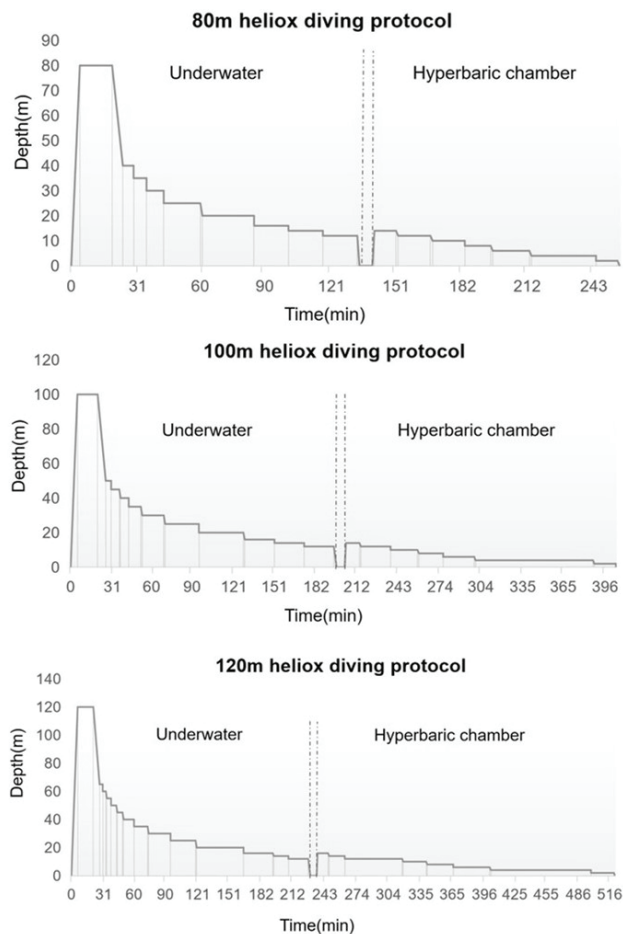 80m heliox diving protocol
90
80
70
60
50
40
30
20
10
0
Depth(m)
Underwater
Hyperbaric chamber
0 31 60 90 121 151 182 212 243
Time(min)
100m heliox diving protocol
120
100
80
60
40
20
0
Depth(m)
Underwater
Hyperbaric chamber
0 31 60 90 121 151 182 212 243 274 304 335 365 396
Time(min)
120m heliox diving protocol
140
120
100
80
60
40
20
0
Depth(m)
Underwater
Hyperbaric chamber
0 31 60 90 121 151 182 212 243 274 304 335 365 396 425 455 486 516
Time(min)